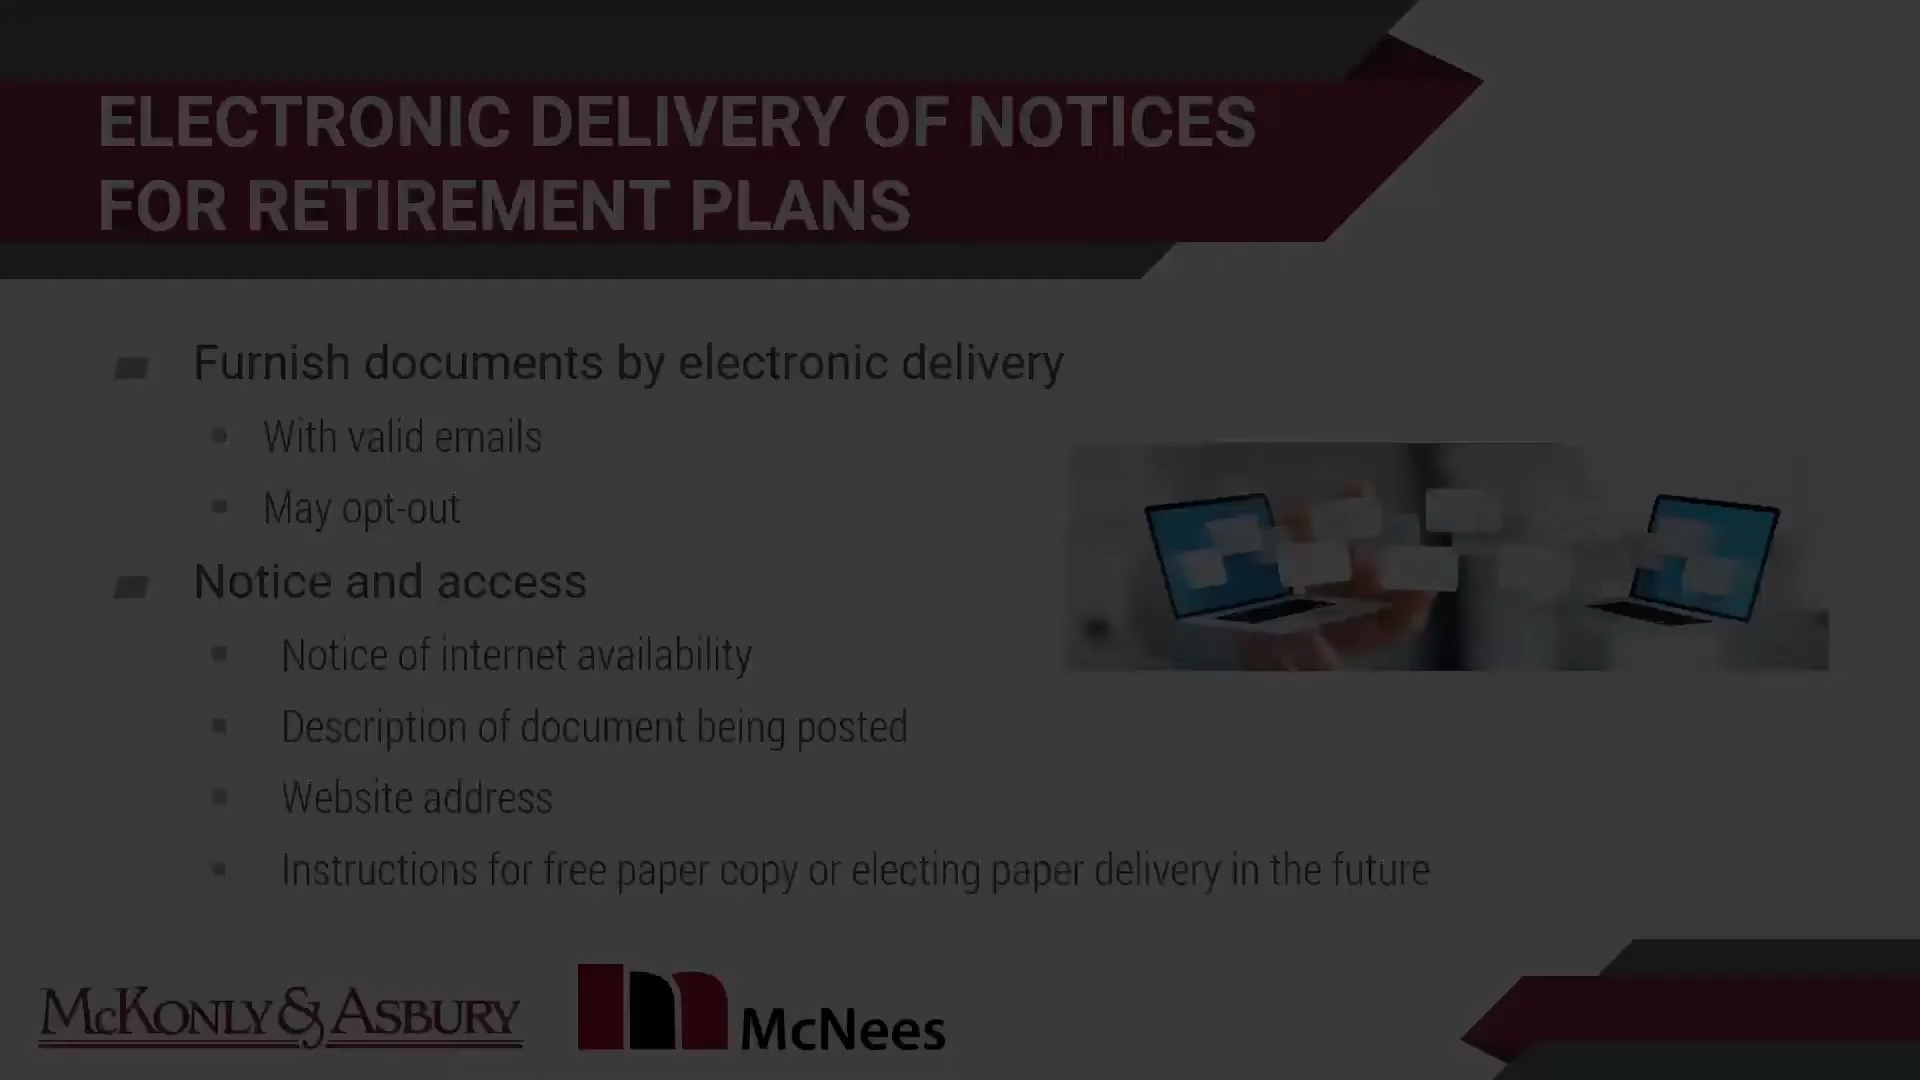 ELECTRONIC DELIVERY OF NOTICES
FOR RETIREMENT PLANS
Furnish documents by electronic delivery
With valid emails
May opt-out
Notice and access
Notice of internet availability
Description of document being posted
Website address
Instructions for free paper copy or electing paper delivery in the future
McKonly & Asbury
m McNees